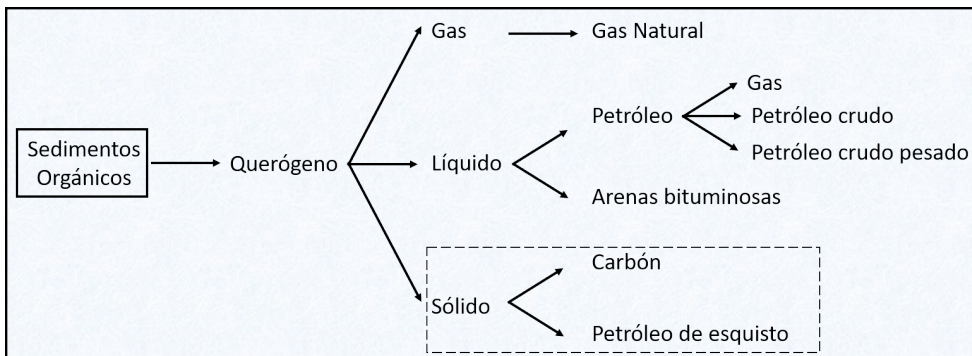 Gas
Gas Natural
Gas
Petróleo
Petróleo crudo
Petróleo crudo pesado
Sedimentos
Orgánicos
Querógeno
Líquido
Arenas bituminosas
Carbón
Sólido
Petróleo de esquisto